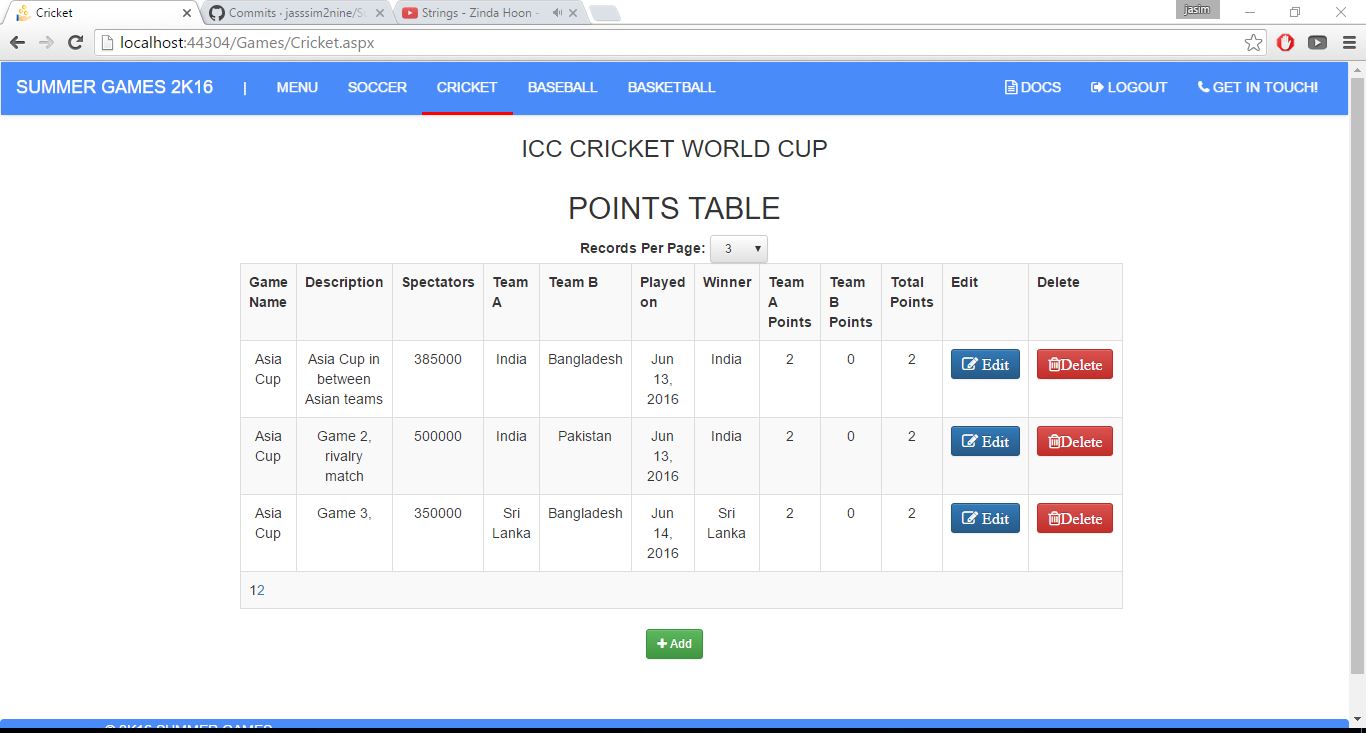 Cricket
Commits · jasssim2nine/Su
Strings - Zinda Hoon -
jasim
localhost:44304/Games/Cricket.aspx
SUMMER GAMES 2K16 | MENU SOCCER CRICKET BASEBALL BASKETBALL DOCS LOGOUT GET IN TOUCH!
ICC CRICKET WORLD CUP
POINTS TABLE
Records Per Page: 3
Game Name Description Spectators Team A Team B Played on Winner Team A Points Team B Points Total Points Edit Delete
Asia Cup Asia Cup in between Asian teams 385000 India Bangladesh Jun 13, 2016 India 2 0 2 Edit Delete
Asia Cup Game 2, rivalry match 500000 India Pakistan Jun 13, 2016 India 2 0 2 Edit Delete
Asia Cup Game 3, 350000 Sri Lanka Bangladesh Jun 14, 2016 Sri Lanka 2 0 2 Edit Delete
12
+ Add
© 2K16 SUMMER GAMES